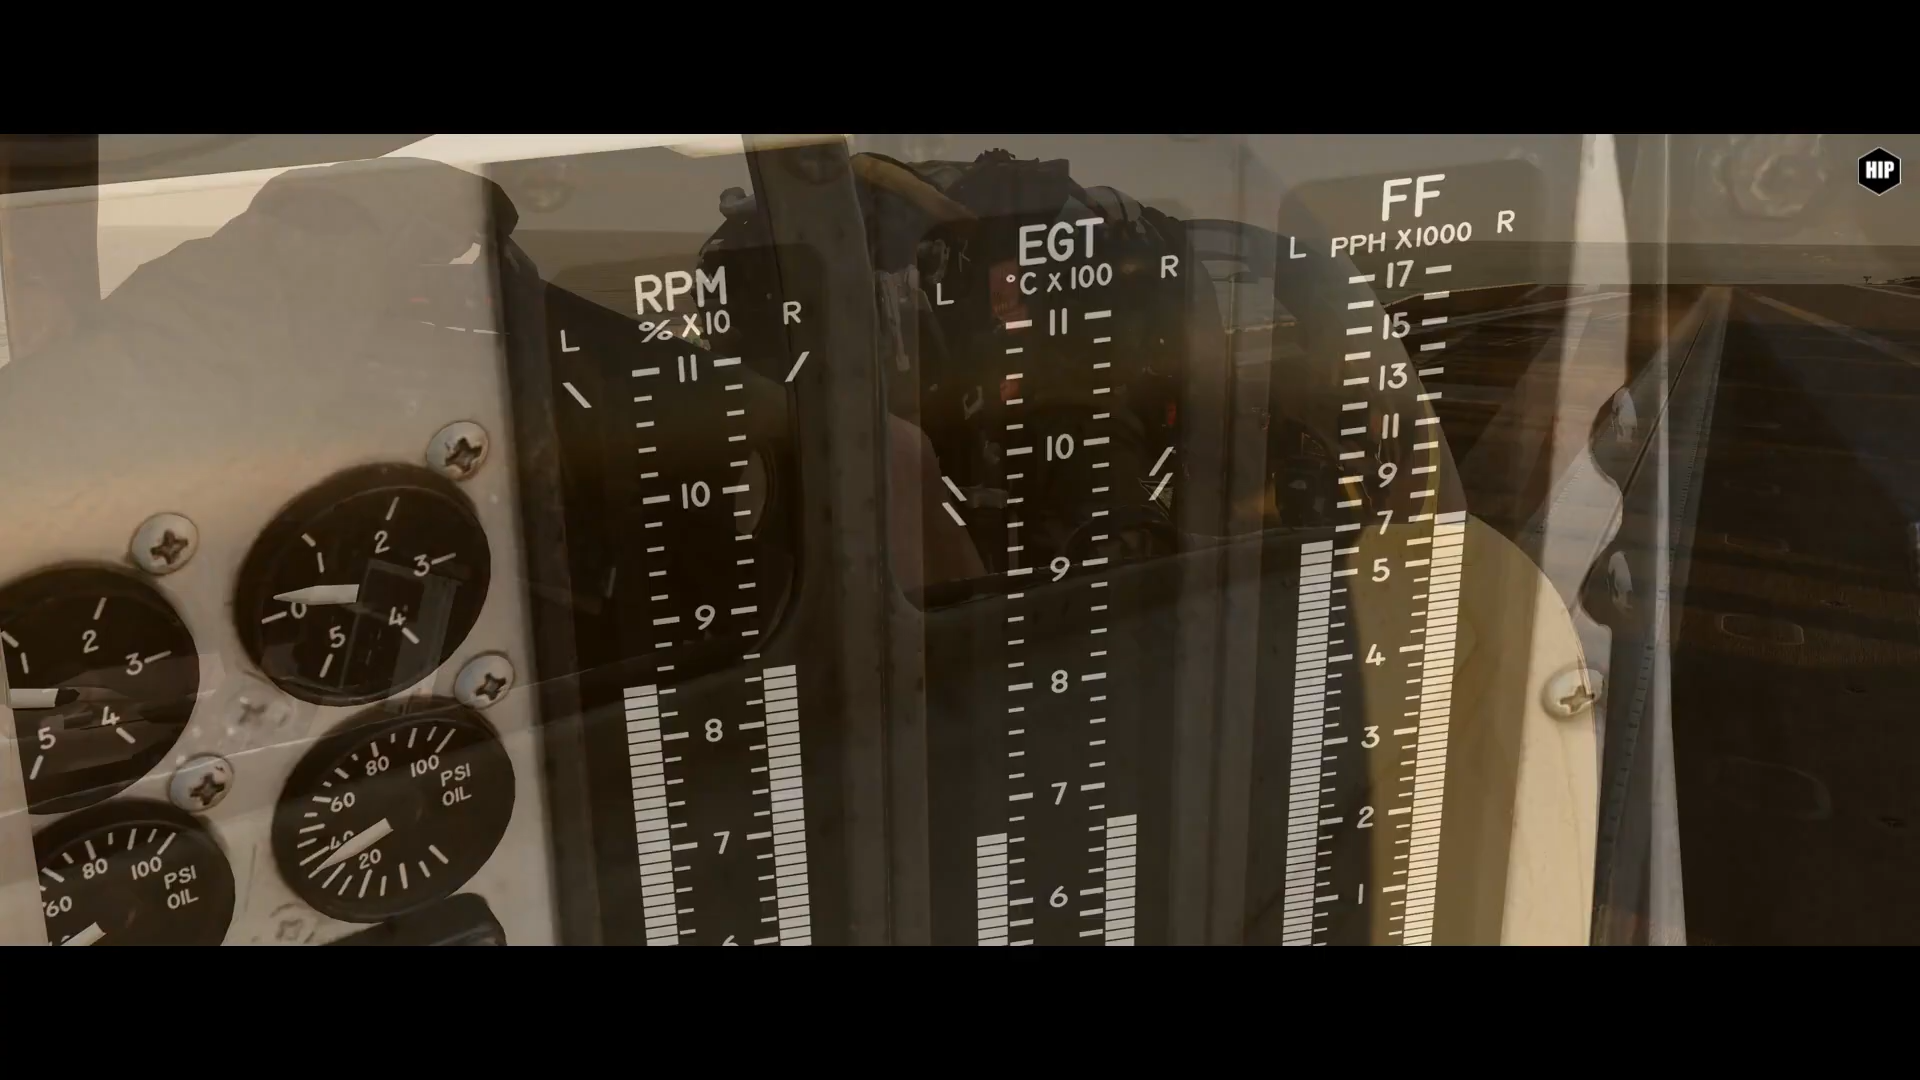 HIP
FF
L PPH X1000 R
17
15
13
11
9
7
5
4
3
2
1
EGT
°C X 100
L R
11
10
9
8
7
6
RPM
% X10
L R
11
10
9
8
7
6
0 1 2 3 4 5
1 2 3 4 5
20 40 60 80 100
PSI
OIL
60 80 100
PSI
OIL